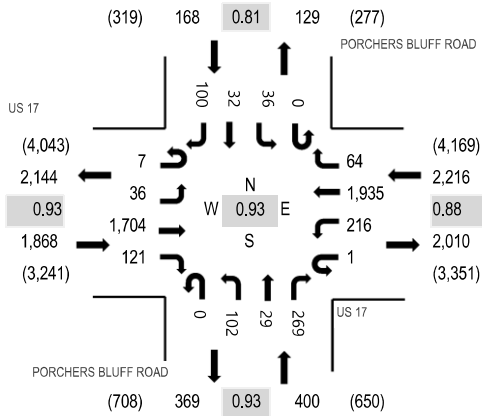 (319) 168 0.81 129 (277)
PORCHERS BLUFF ROAD
US 17
100 32 36 0
(4,043) (4,169)
7 64
2,144 2,216
36 N 1,935
0.93 W 0.93 E 0.88
1,704 216
1,868 S 2,010
121 1
(3,241) (3,351)
0 102 29 269
US 17
PORCHERS BLUFF ROAD
(708) 369 0.93 400 (650)